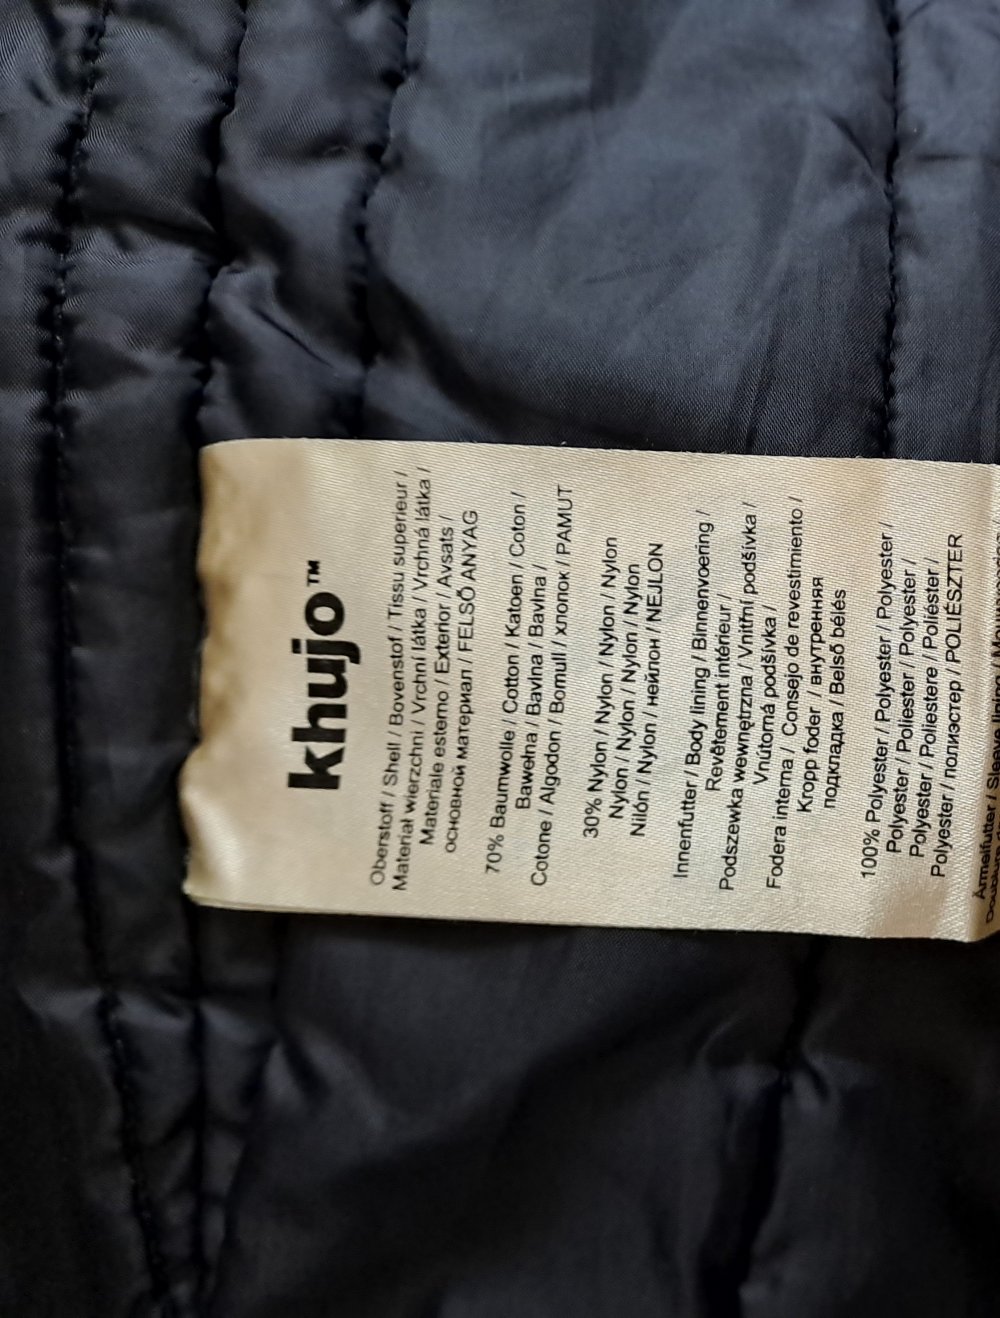 khujo™
Oberstoff / Shell / Bovenstof / Tissu superieur /
Materiał wierzchni / Vrchní látka / Vrchná látka /
Materiale esterno / Exterior / Avsats /
основной материал / FELSŐ ANYAG
70% Baumwolle / Cotton / Katoen / Coton /
Bawełna / Bavlna / Bavlna /
Cotone / Algodon / Bomull / хлопок / PAMUT
30% Nylon / Nylon / Nylon / Nylon
Nylon / Nylon / Nylon / Nylon
Nilón / Nylon / нейлон / NEJLON
Innenfutter / Body lining / Binnenvoering /
Revêtement intérieur /
Podszewka wewnętrzna / Vnitřní podšívka /
Vnútorná podšívka /
Fodera interna / Consejo de revestimiento /
Kropp foder / внутренняя
подкладка / Belső bélés
100% Polyester / Polyester / Polyester /
Polyester / Poliester / Polyester /
Polyester / Poliestere / Poliéster /
Polyester / полиэстер / POLIÉSZTER
Ärmelfutter / Sleeve